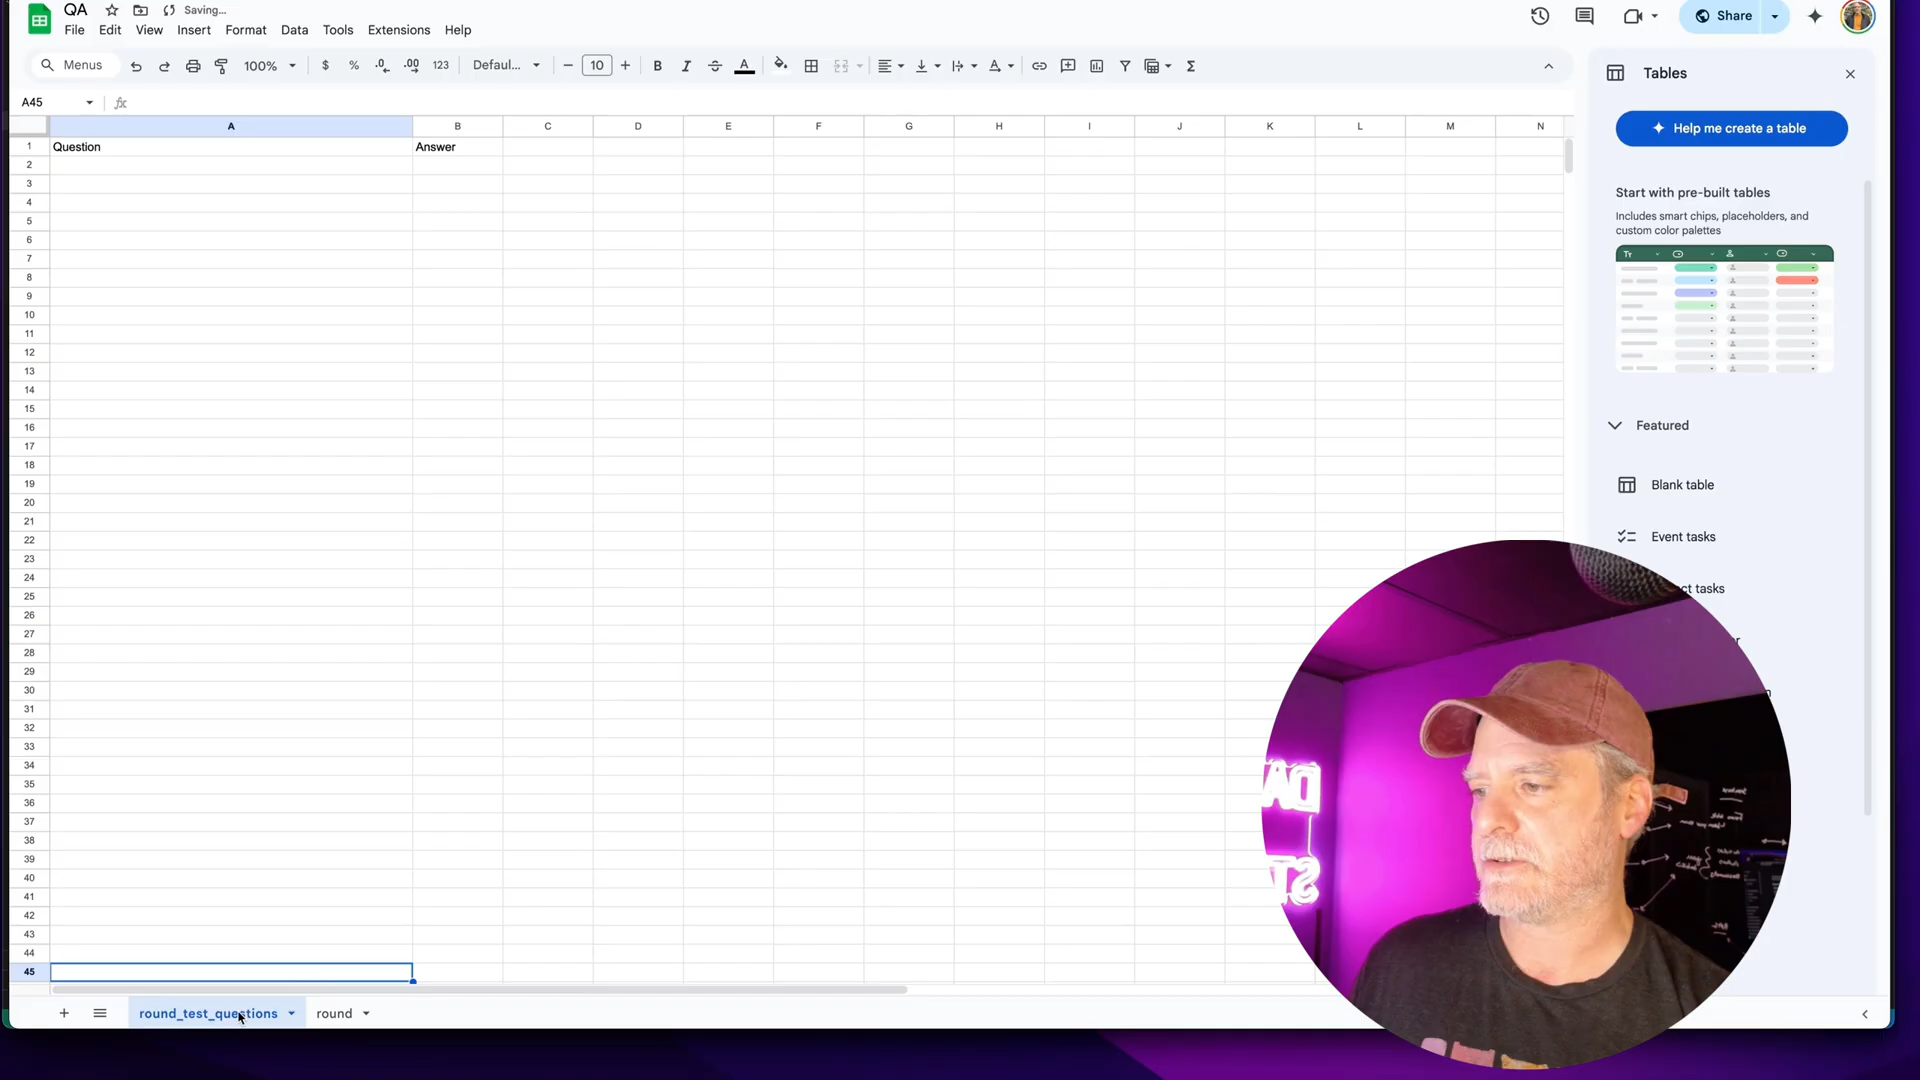 QA Saving...
File Edit View Insert Format Data Tools Extensions Help
Share
Menus 100% $ % .0 .00 123 Defaul... 10 B I A Σ
A45 fx
A B C D E F G H I J K L M N
1 Question Answer
2
3
4
5
6
7
8
9
10
11
12
13
14
15
16
17
18
19
20
21
22
23
24
25
26
27
28
29
30
31
32
33
34
35
36
37
38
39
40
41
42
43
44
45
round_test_questions round
Tables
Help me create a table
Start with pre-built tables
Includes smart chips, placeholders, and
custom color palettes
Featured
Blank table
Event tasks
ct tasks